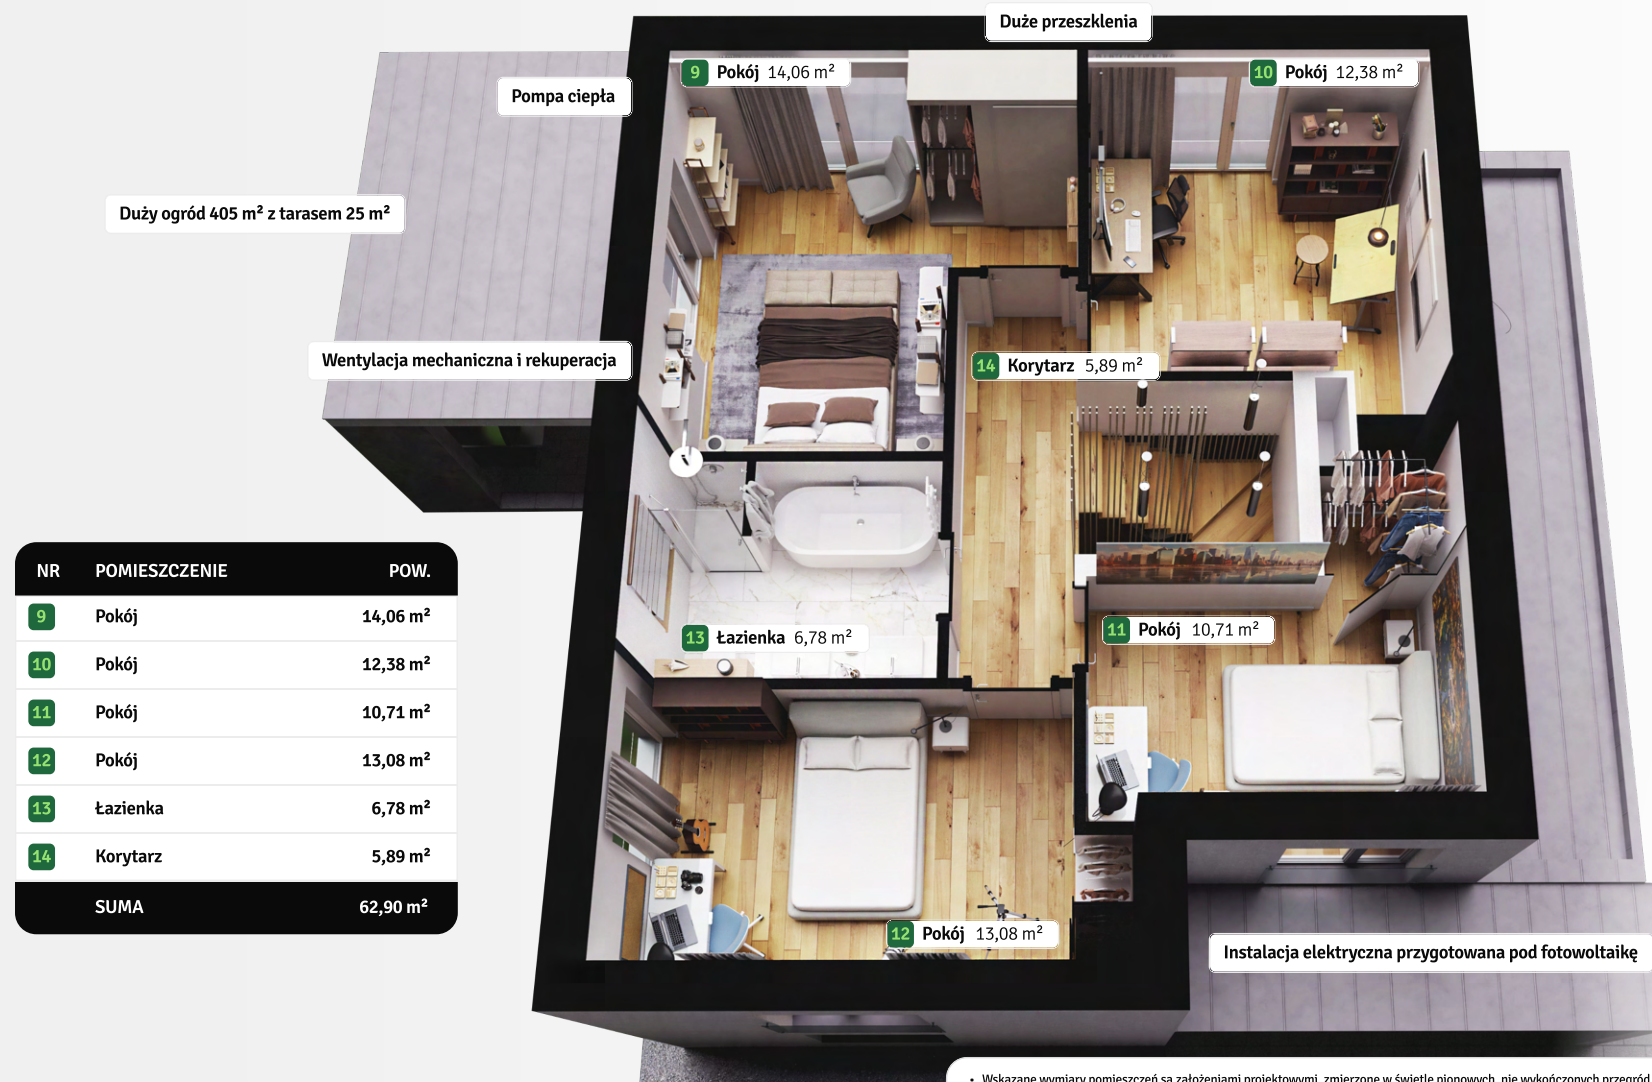 Duże przeszklenia
9 Pokój 14,06 m²
10 Pokój 12,38 m²
Pompa ciepła
Duży ogród 405 m² z tarasem 25 m²
Wentylacja mechaniczna i rekuperacja
14 Korytarz 5,89 m²
13 Łazienka 6,78 m²
11 Pokój 10,71 m²
12 Pokój 13,08 m²
Instalacja elektryczna przygotowana pod fotowoltaikę
NR POMIESZCZENIE POW.
9 Pokój 14,06 m²
10 Pokój 12,38 m²
11 Pokój 10,71 m²
12 Pokój 13,08 m²
13 Łazienka 6,78 m²
14 Korytarz 5,89 m²
SUMA 62,90 m²
• Wskazane wymiary pomieszczeń są założeniami projektowymi, zmierzone w świetle pionowych, nie wykończonych przegród